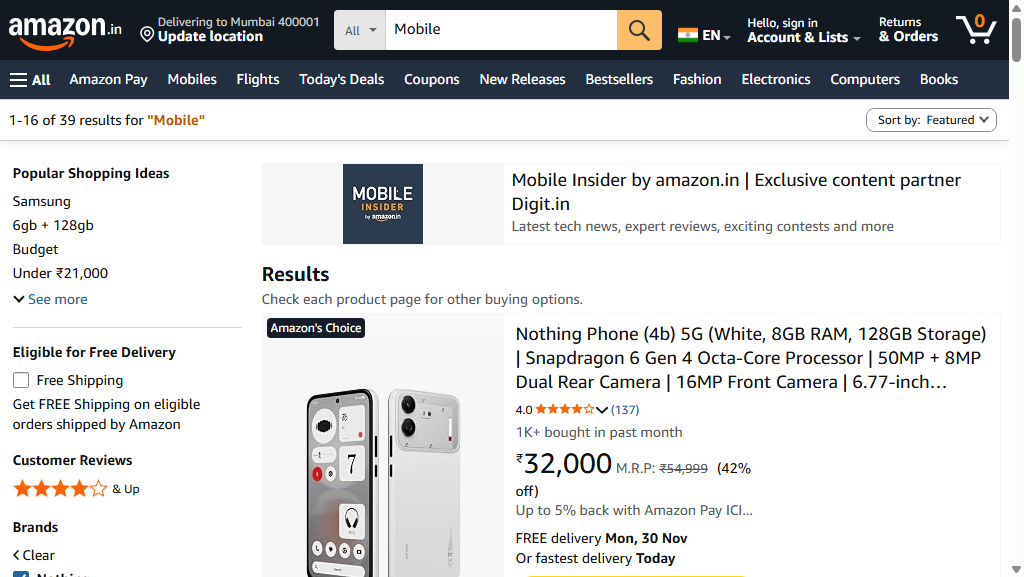 amazon.in
Delivering to Mumbai 400001
Update location
All
Mobile
EN
Hello, sign in
Account & Lists
Returns
& Orders
0
All
Amazon Pay
Mobiles
Flights
Today's Deals
Coupons
New Releases
Bestsellers
Fashion
Electronics
Computers
Books
1-16 of 39 results for "Mobile"
Sort by: Featured
Popular Shopping Ideas
Samsung
6gb + 128gb
Budget
Under ₹21,000
See more
Eligible for Free Delivery
Free Shipping
Get FREE Shipping on eligible
orders shipped by Amazon
Customer Reviews
& Up
Brands
Clear
Nothing
MOBILE
INSIDER
by amazon.in
Mobile Insider by amazon.in | Exclusive content partner
Digit.in
Latest tech news, expert reviews, exciting contests and more
Results
Check each product page for other buying options.
Amazon's Choice
7
Nothing Phone (4b) 5G (White, 8GB RAM, 128GB Storage)
| Snapdragon 6 Gen 4 Octa-Core Processor | 50MP + 8MP
Dual Rear Camera | 16MP Front Camera | 6.77-inch…
4.0 (137)
1K+ bought in past month
₹32,000 M.R.P: ₹54,999 (42%
off)
Up to 5% back with Amazon Pay ICI…
FREE delivery Mon, 30 Nov
Or fastest delivery Today